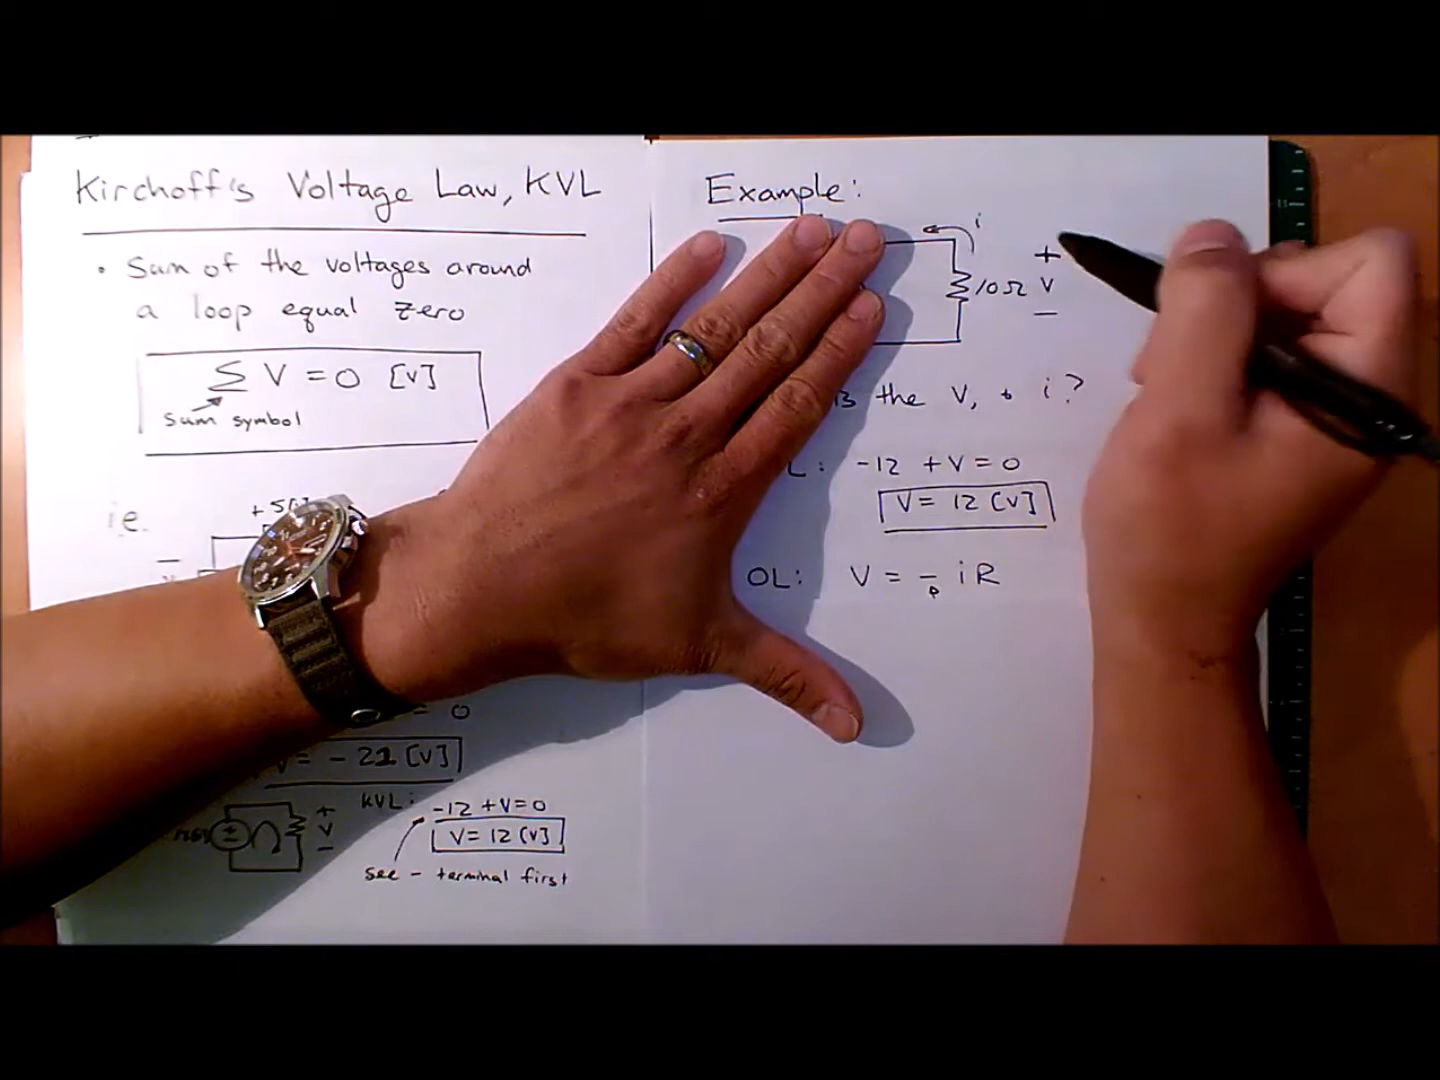 Kirchoff's Voltage Law, KVL
• Sum of the voltages around
a loop equal zero
Σ V = 0 [V]
Sum symbol
i.e.
+ 5
−
= 0
V = - 21 [V]
+
V
−
KVL:
-12 + V = 0
V = 12 [V]
see - terminal first
Example:
i
10Ω
+
V
−
the V, + i?
L: -12 + V = 0
V = 12 [V]
OL: V = - iR